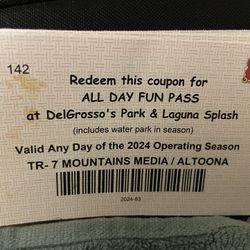 142
Redeem this coupon for
ALL DAY FUN PASS
at DelGrosso's Park & Laguna Splash
(includes water park in season)
Valid Any Day of the 2024 Operating Season
TR- 7 MOUNTAINS MEDIA / ALTOONA
2024-83